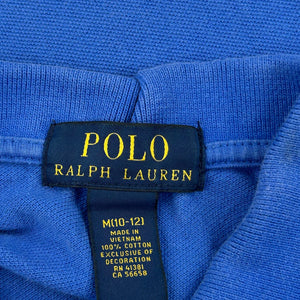 POLO
RALPH LAUREN
M(10-12)
MADE IN
VIETNAM
100% COTTON
EXCLUSIVE OF
DECORATION
RN 41381
CA 56658